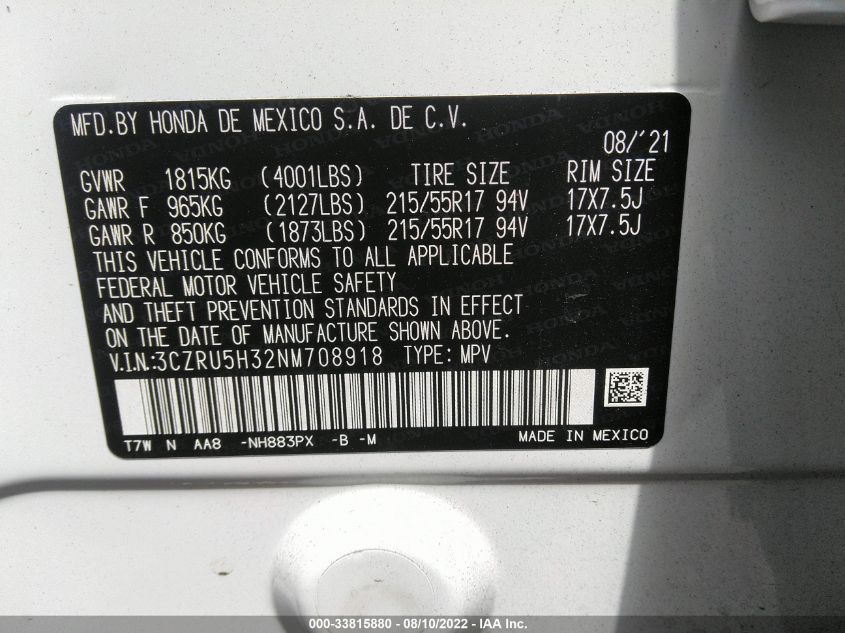 MFD.BY HONDA DE MEXICO S.A. DE C.V.
08/'21
GVWR 1815KG (4001LBS) TIRE SIZE RIM SIZE
GAWR F 965KG (2127LBS) 215/55R17 94V 17X7.5J
GAWR R 850KG (1873LBS) 215/55R17 94V 17X7.5J
THIS VEHICLE CONFORMS TO ALL APPLICABLE
FEDERAL MOTOR VEHICLE SAFETY
AND THEFT PREVENTION STANDARDS IN EFFECT
ON THE DATE OF MANUFACTURE SHOWN ABOVE.
V.I.N.:3CZRU5H32NM708918 TYPE: MPV
T7W N AA8 -NH883PX -B -M MADE IN MEXICO
000-33815880 - 08/10/2022 - IAA Inc.